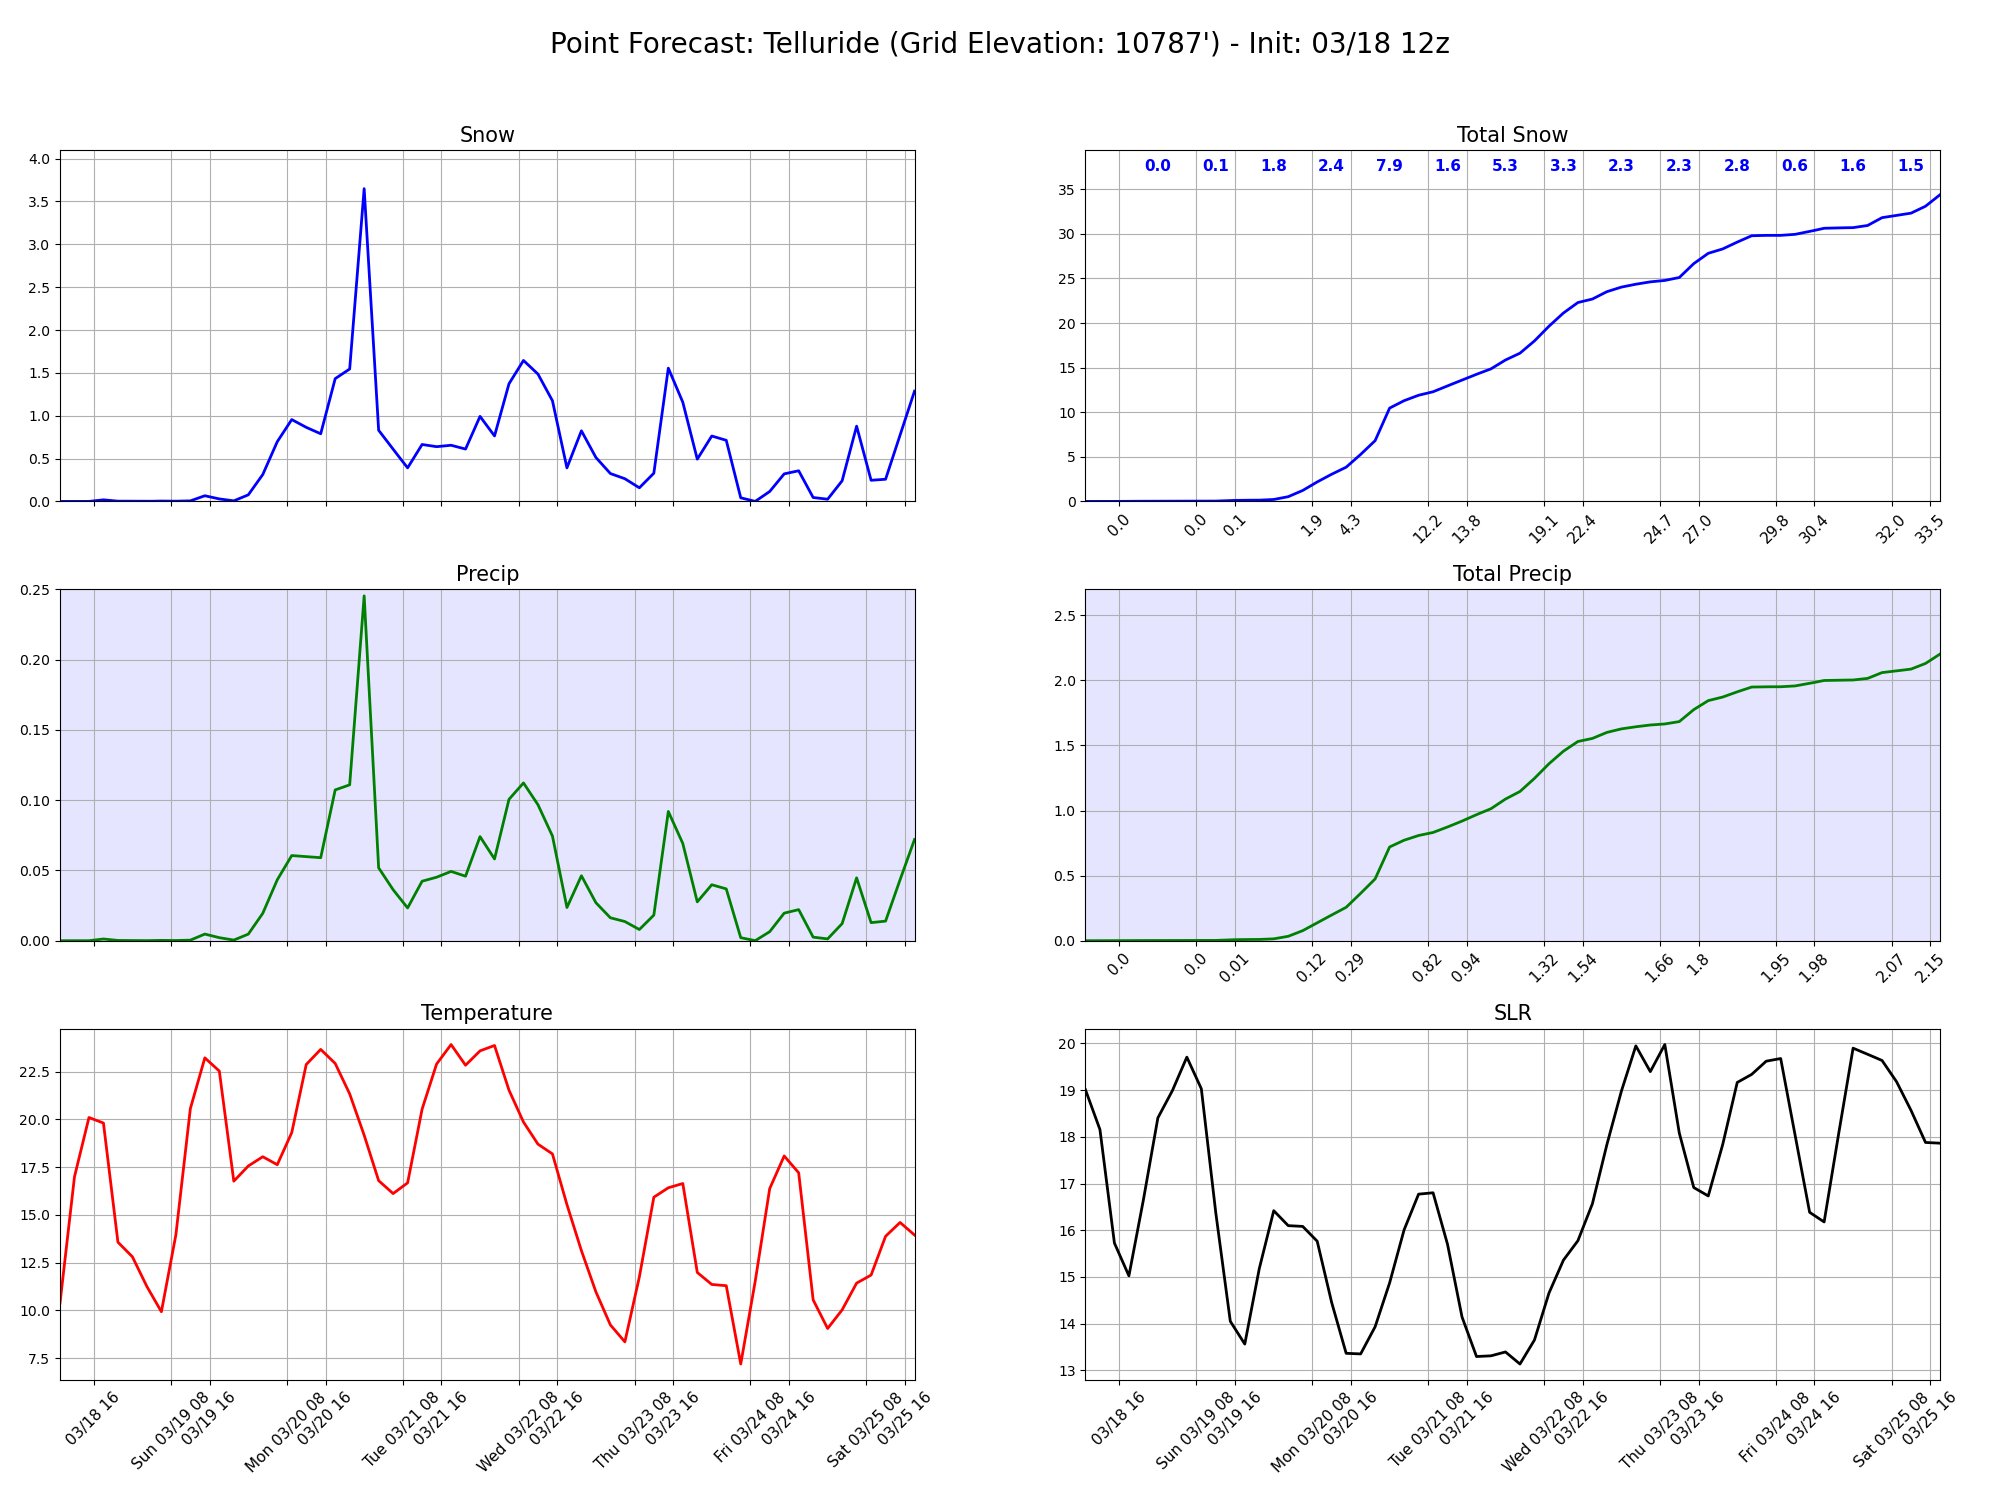 Point Forecast: Telluride (Grid Elevation: 10787') - Init: 03/18 12z
Snow
4.0
3.5
3.0
2.5
2.0
1.5
1.0
0.5
0.0
Total Snow
0.0 0.1 1.8 2.4 7.9 1.6 5.3 3.3 2.3 2.3 2.8 0.6 1.6 1.5
35
30
25
20
15
10
5
0
0.0 0.0 0.1 1.9 4.3 12.2 13.8 19.1 22.4 24.7 27.0 29.8 30.4 32.0 33.5
Precip
0.25
0.20
0.15
0.10
0.05
0.00
Total Precip
2.5
2.0
1.5
1.0
0.5
0.0
0.0 0.0 0.01 0.12 0.29 0.82 0.94 1.32 1.54 1.66 1.8 1.95 1.98 2.07 2.15
Temperature
22.5
20.0
17.5
15.0
12.5
10.0
7.5
03/18 16
Sun 03/19 08
03/19 16
Mon 03/20 08
03/20 16
Tue 03/21 08
03/21 16
Wed 03/22 08
03/22 16
Thu 03/23 08
03/23 16
Fri 03/24 08
03/24 16
Sat 03/25 08
03/25 16
SLR
20
19
18
17
16
15
14
13
03/18 16
Sun 03/19 08
03/19 16
Mon 03/20 08
03/20 16
Tue 03/21 08
03/21 16
Wed 03/22 08
03/22 16
Thu 03/23 08
03/23 16
Fri 03/24 08
03/24 16
Sat 03/25 08
03/25 16